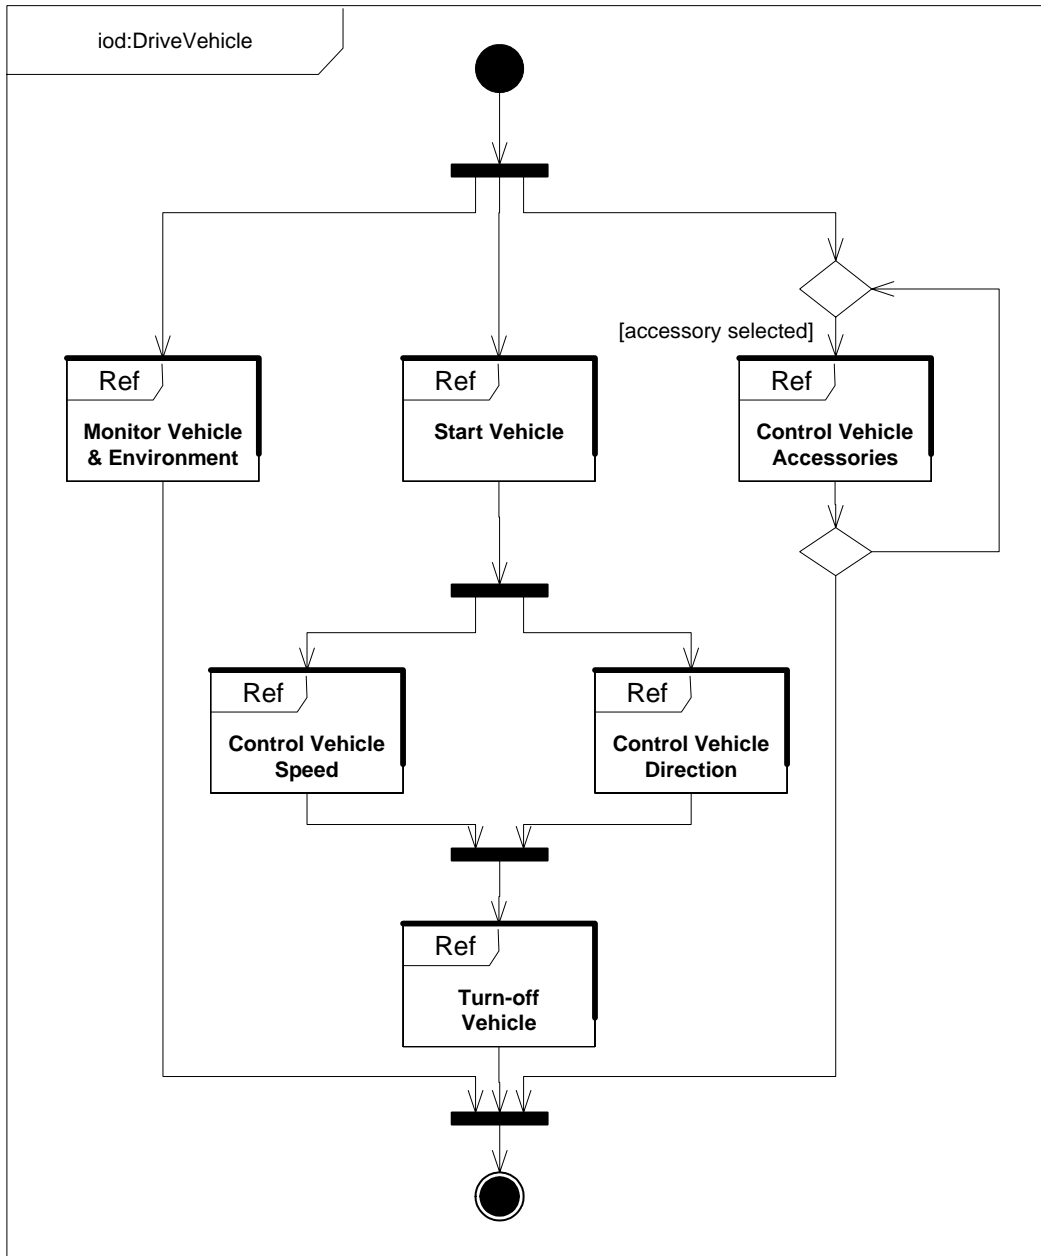 iod:DriveVehicle
[accessory selected]
Ref
Monitor Vehicle
& Environment
Ref
Start Vehicle
Ref
Control Vehicle
Accessories
Ref
Control Vehicle
Speed
Ref
Control Vehicle
Direction
Ref
Turn-off
Vehicle